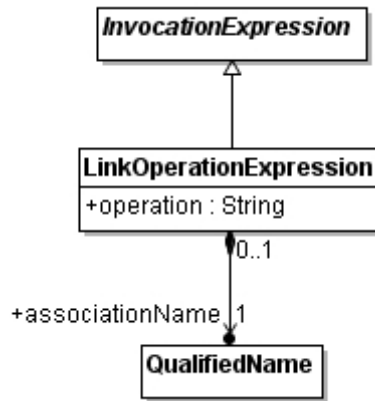 InvocationExpression
LinkOperationExpression
+operation : String
0..1
+associationName 1
QualifiedName